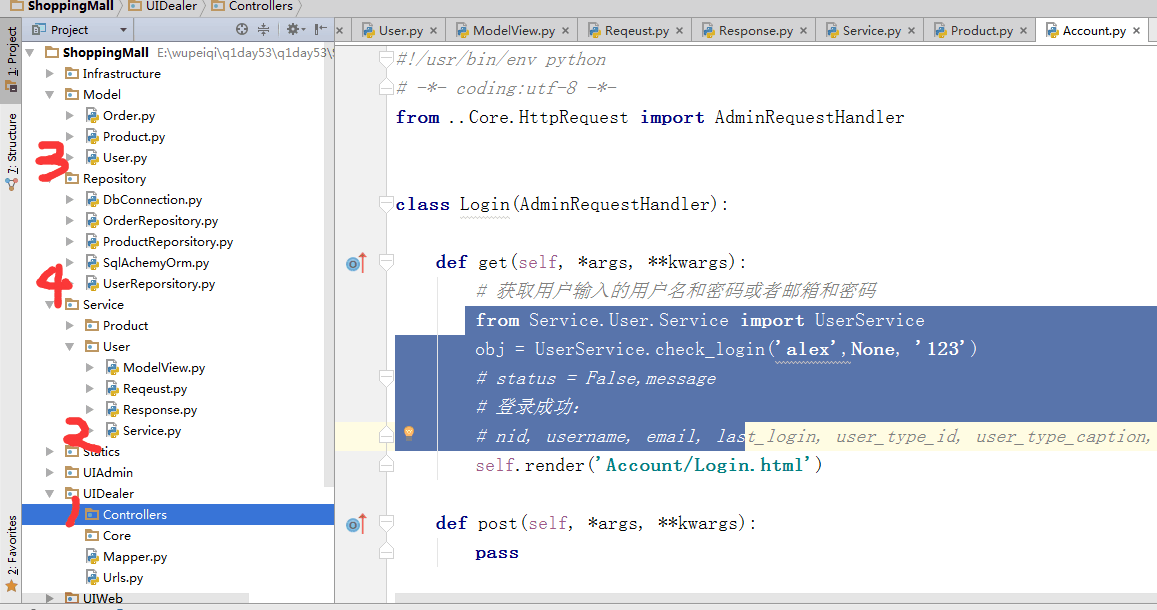 ShoppingMall UIDealer Controllers
Project
User.py ModelView.py Reqeust.py Response.py Service.py Product.py Account.py
1: Project
7: Structure
2: Favorites
ShoppingMall E:\wupeiqi\q1day53\q1day53\S
Infrastructure
Model
Order.py
Product.py
User.py
3
Repository
DbConnection.py
OrderRepository.py
ProductReporsitory.py
SqlAchemyOrm.py
UserReporsitory.py
4
Service
Product
User
ModelView.py
Reqeust.py
Response.py
Service.py
2
Statics
UIAdmin
UIDealer
1
Controllers
Core
Mapper.py
Urls.py
UIWeb
#!/usr/bin/env python
# -*- coding:utf-8 -*-
from ..Core.HttpRequest import AdminRequestHandler
class Login(AdminRequestHandler):
def get(self, *args, **kwargs):
# 获取用户输入的用户名和密码或者邮箱和密码
from Service.User.Service import UserService
obj = UserService.check_login('alex',None, '123')
# status = False,message
# 登录成功:
# nid, username, email, last_login, user_type_id, user_type_caption,
self.render('Account/Login.html')
def post(self, *args, **kwargs):
pass